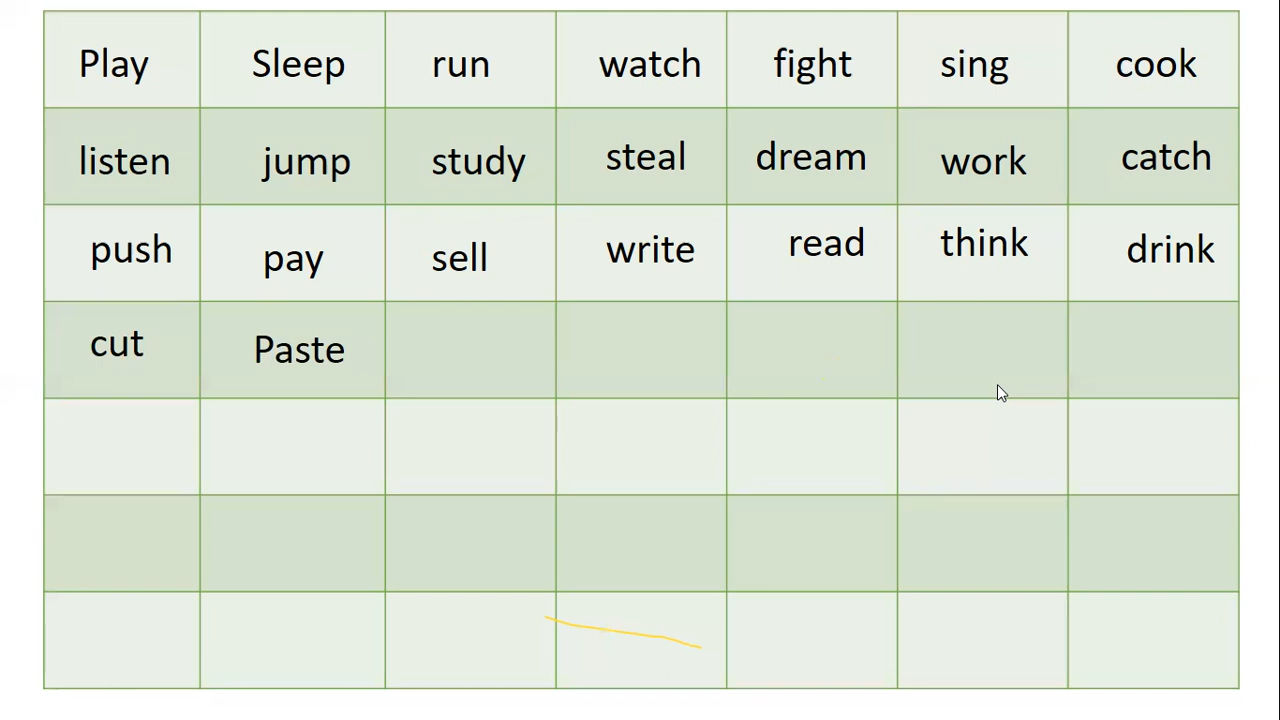 Play Sleep run watch fight sing cook
listen jump study steal dream work catch
push pay sell write read think drink
cut Paste